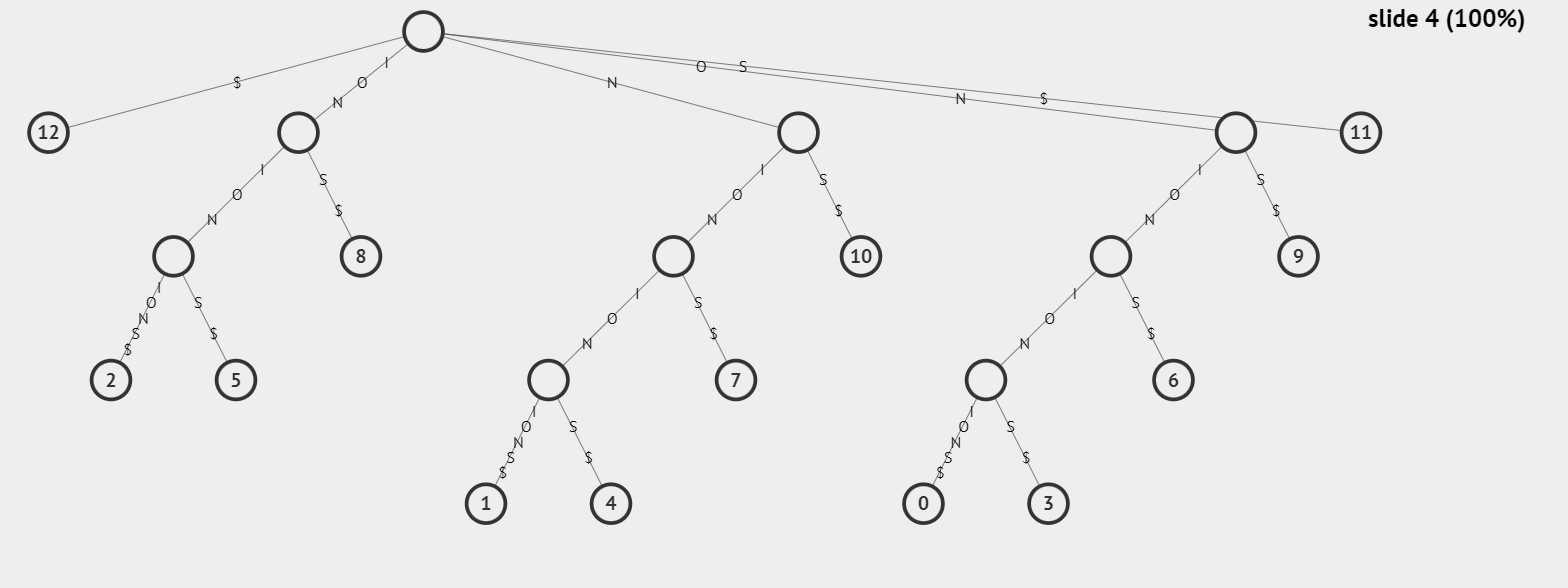 slide 4 (100%)
I O S
$ O N N $
N
12 11
I I I
S S S
O O O
N $ N $ N $
8 10 9
I I I
O S S S
N
S $ O $ O $
$ N N
2 5 7 6
I I
O S O S
N N
S $ S $
$ $
1 4 0 3